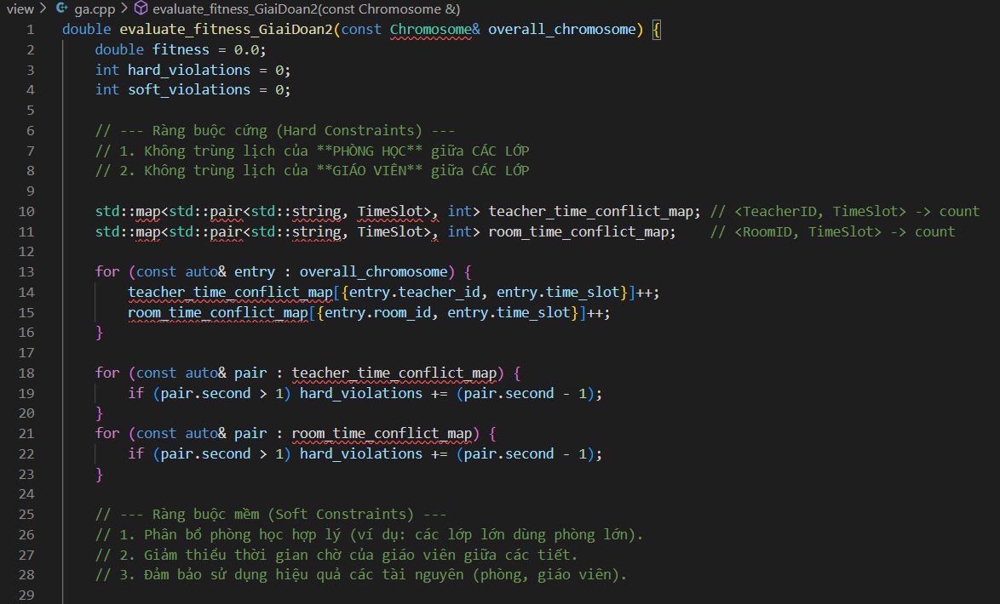 view > ga.cpp > evaluate_fitness_GiaiDoan2(const Chromosome &)
1 double evaluate_fitness_GiaiDoan2(const Chromosome& overall_chromosome) {
2     double fitness = 0.0;
3     int hard_violations = 0;
4     int soft_violations = 0;
5
6     // --- Ràng buộc cứng (Hard Constraints) ---
7     // 1. Không trùng lịch của **PHÒNG HỌC** giữa CÁC LỚP
8     // 2. Không trùng lịch của **GIÁO VIÊN** giữa CÁC LỚP
9
10     std::map<std::pair<std::string, TimeSlot>, int> teacher_time_conflict_map; // <TeacherID, TimeSlot> -> count
11     std::map<std::pair<std::string, TimeSlot>, int> room_time_conflict_map;    // <RoomID, TimeSlot> -> count
12
13     for (const auto& entry : overall_chromosome) {
14         teacher_time_conflict_map[{entry.teacher_id, entry.time_slot}]++;
15         room_time_conflict_map[{entry.room_id, entry.time_slot}]++;
16     }
17
18     for (const auto& pair : teacher_time_conflict_map) {
19         if (pair.second > 1) hard_violations += (pair.second - 1);
20     }
21     for (const auto& pair : room_time_conflict_map) {
22         if (pair.second > 1) hard_violations += (pair.second - 1);
23     }
24
25     // --- Ràng buộc mềm (Soft Constraints) ---
26     // 1. Phân bổ phòng học hợp lý (ví dụ: các lớp lớn dùng phòng lớn).
27     // 2. Giảm thiểu thời gian chờ của giáo viên giữa các tiết.
28     // 3. Đảm bảo sử dụng hiệu quả các tài nguyên (phòng, giáo viên).
29